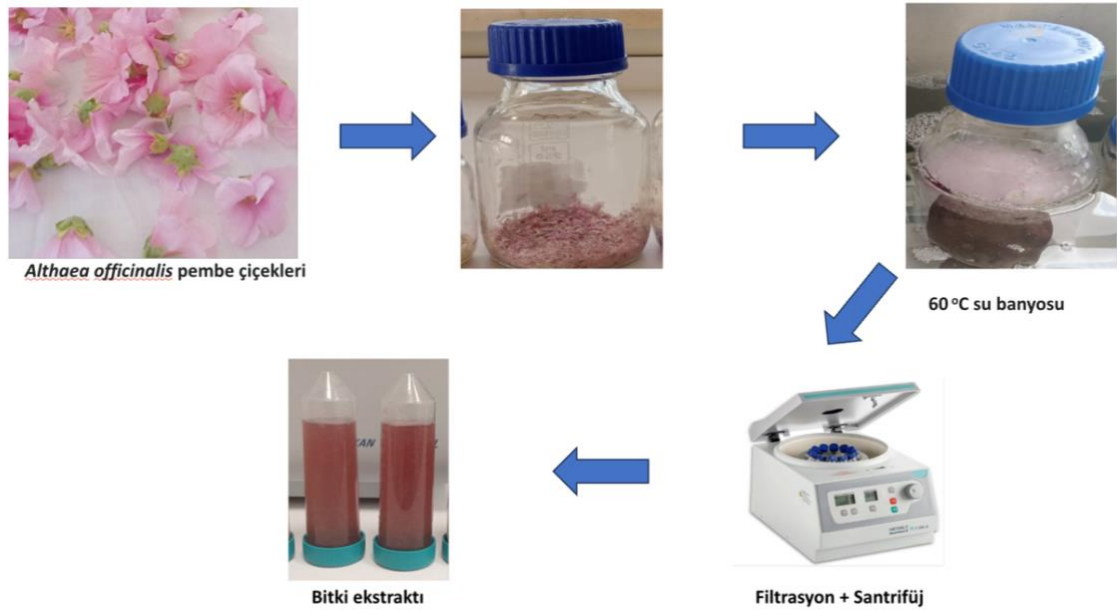 Althaea officinalis pembe çiçekleri
60 °C su banyosu
Bitki ekstraktı
Filtrasyon + Santrifüj